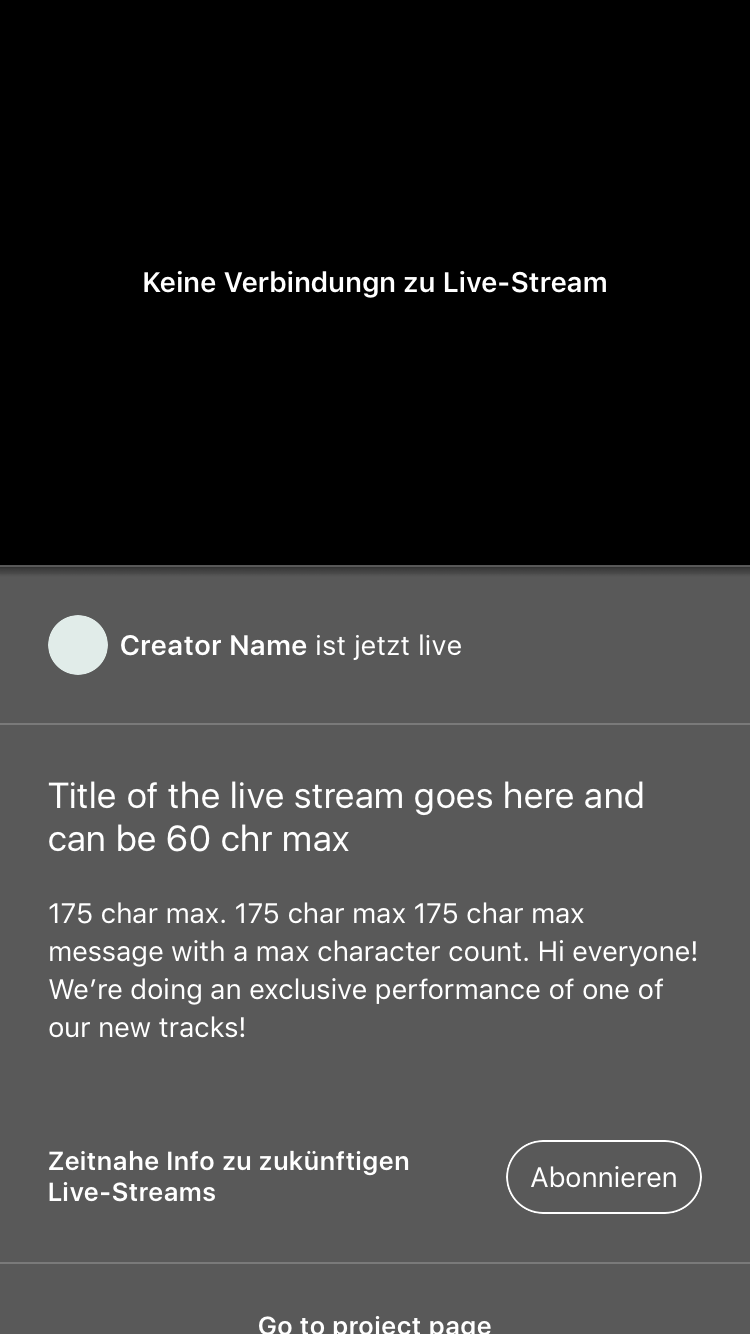 Keine Verbindungn zu Live-Stream
Creator Name ist jetzt live
Title of the live stream goes here and
can be 60 chr max
175 char max. 175 char max 175 char max
message with a max character count. Hi everyone!
We’re doing an exclusive performance of one of
our new tracks!
Zeitnahe Info zu zukünftigen
Live-Streams
Abonnieren
Go to project page